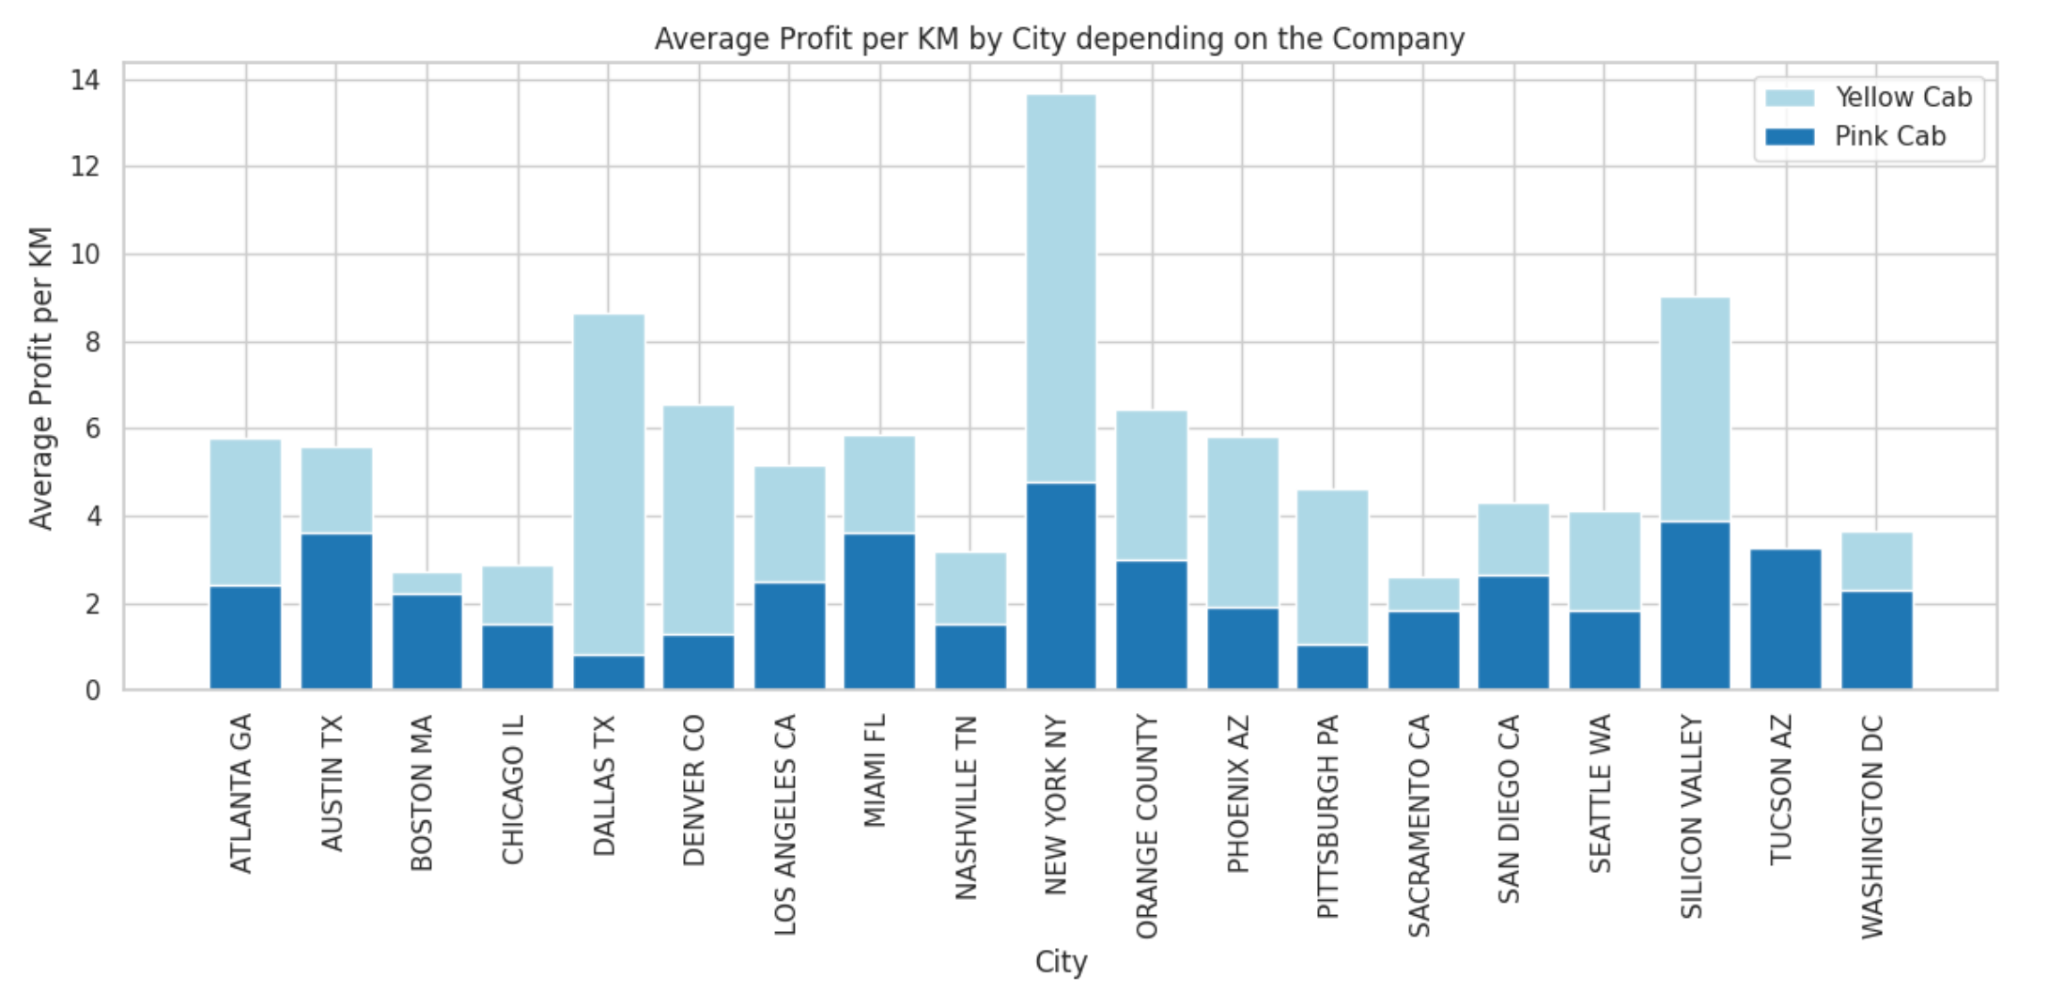 Average Profit per KM by City depending on the Company
Yellow Cab
Pink Cab
Average Profit per KM
14
12
10
8
6
4
2
0
ATLANTA GA
AUSTIN TX
BOSTON MA
CHICAGO IL
DALLAS TX
DENVER CO
LOS ANGELES CA
MIAMI FL
NASHVILLE TN
NEW YORK NY
ORANGE COUNTY
PHOENIX AZ
PITTSBURGH PA
SACRAMENTO CA
SAN DIEGO CA
SEATTLE WA
SILICON VALLEY
TUCSON AZ
WASHINGTON DC
City